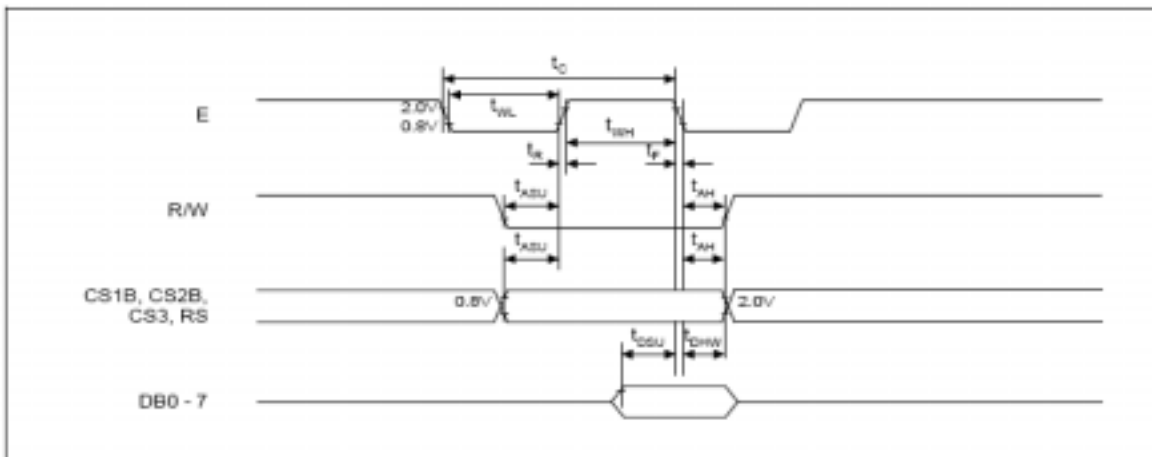 tC
2.0V
tWL
E
0.8V
tWH
tR
tF
tASU
tAH
R/W
tASU
tAH
CS1B, CS2B,
CS3, RS
0.8V
2.0V
tDSU
tDHW
DB0 - 7